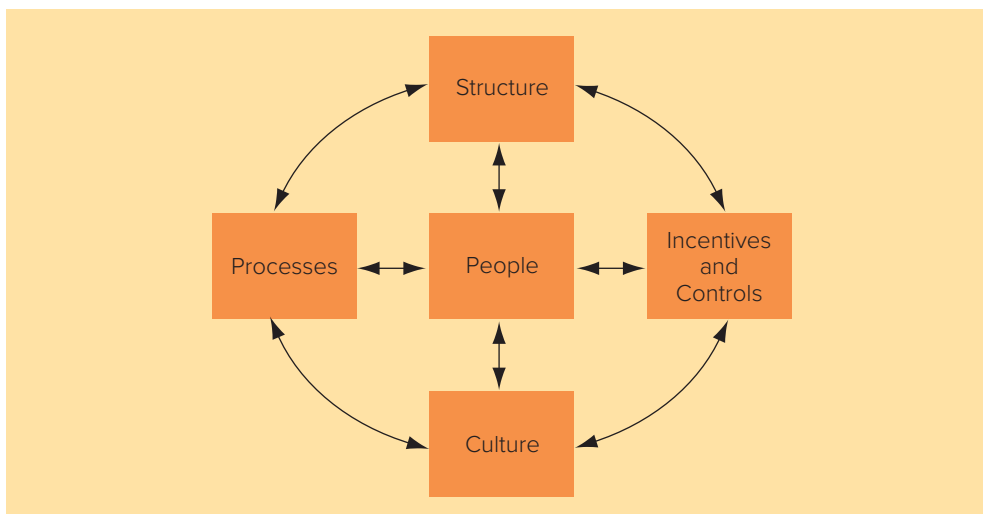 Structure
Processes
People
Incentives
and
Controls
Culture